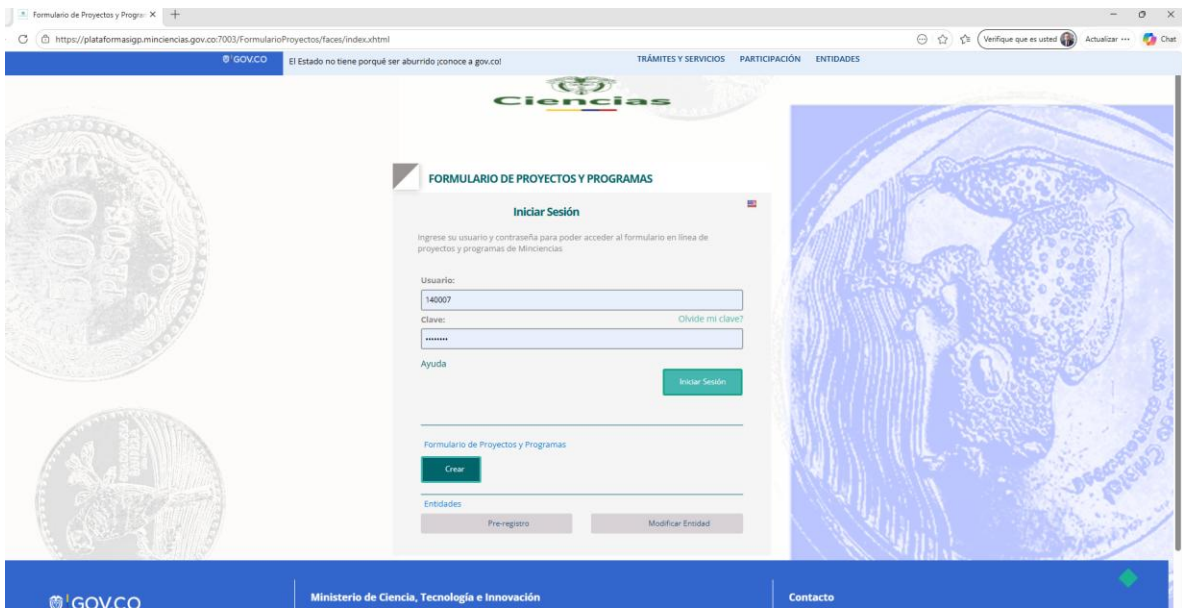 Formulario de Proyectos y Progra
https://plataformasigp.minciencias.gov.co:7003/FormularioProyectos/faces/index.xhtml
Verifique que es usted
Actualizar
Chat
GOV.CO
El Estado no tiene porqué ser aburrido ¡conoce a gov.co!
TRÁMITES Y SERVICIOS
PARTICIPACIÓN
ENTIDADES
Ciencias
FORMULARIO DE PROYECTOS Y PROGRAMAS
Iniciar Sesión
Ingrese su usuario y contraseña para poder acceder al formulario en línea de
proyectos y programas de Minciencias
Usuario:
140007
Clave:
Olvide mi clave?
••••••••
Ayuda
Iniciar Sesión
Formulario de Proyectos y Programas
Crear
Entidades
Pre-registro
Modificar Entidad
GOV.CO
Ministerio de Ciencia, Tecnología e Innovación
Contacto